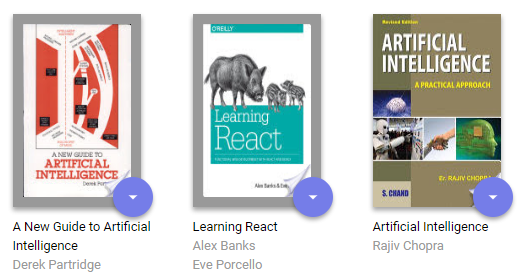 A NEW GUIDE TO
ARTIFICIAL
INTELLIGENCE
Derek
O'REILLY
Learning
React
Alex Banks & Eve
Revised Edition
ARTIFICIAL
INTELLIGENCE
A PRACTICAL APPROACH
Er. RAJIV CHOPRA
S. CHAND
A New Guide to Artificial
Intelligence
Derek Partridge
Learning React
Alex Banks
Eve Porcello
Artificial Intelligence
Rajiv Chopra